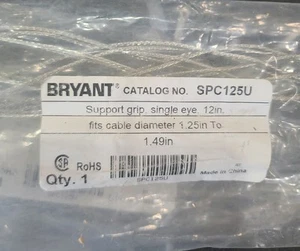 BRYANT® CATALOG NO. SPC125U
Support grip, single eye, 12in,
fits cable diameter 1.25in To
1.49in
RoHS
Qty. 1
SPC125U
Made in China